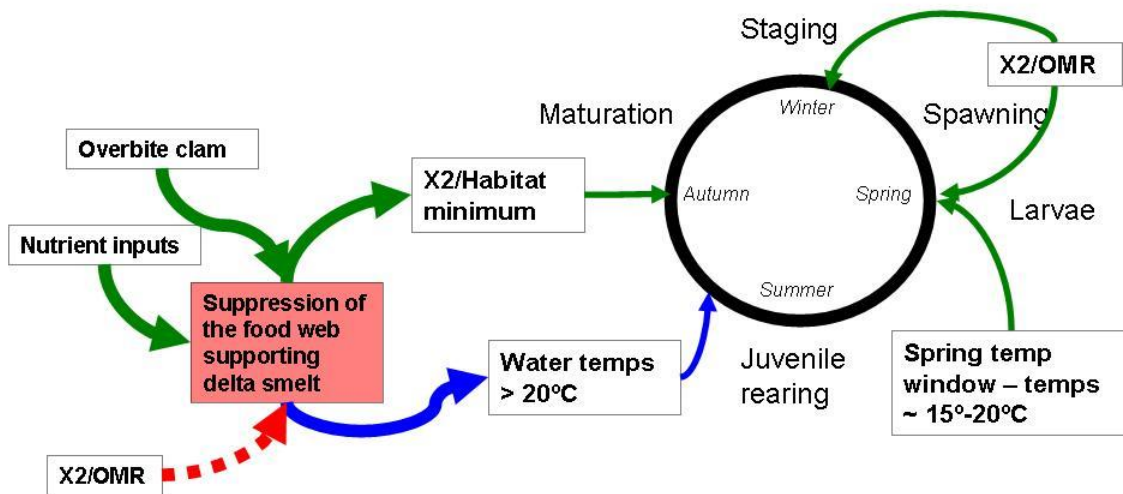 Staging
X2/OMR
Winter
Maturation
Spawning
Overbite clam
X2/Habitat
minimum
Autumn
Spring
Larvae
Nutrient inputs
Suppression of
the food web
supporting
delta smelt
Summer
Water temps
> 20ºC
Juvenile
rearing
Spring temp
window – temps
~ 15º-20ºC
X2/OMR